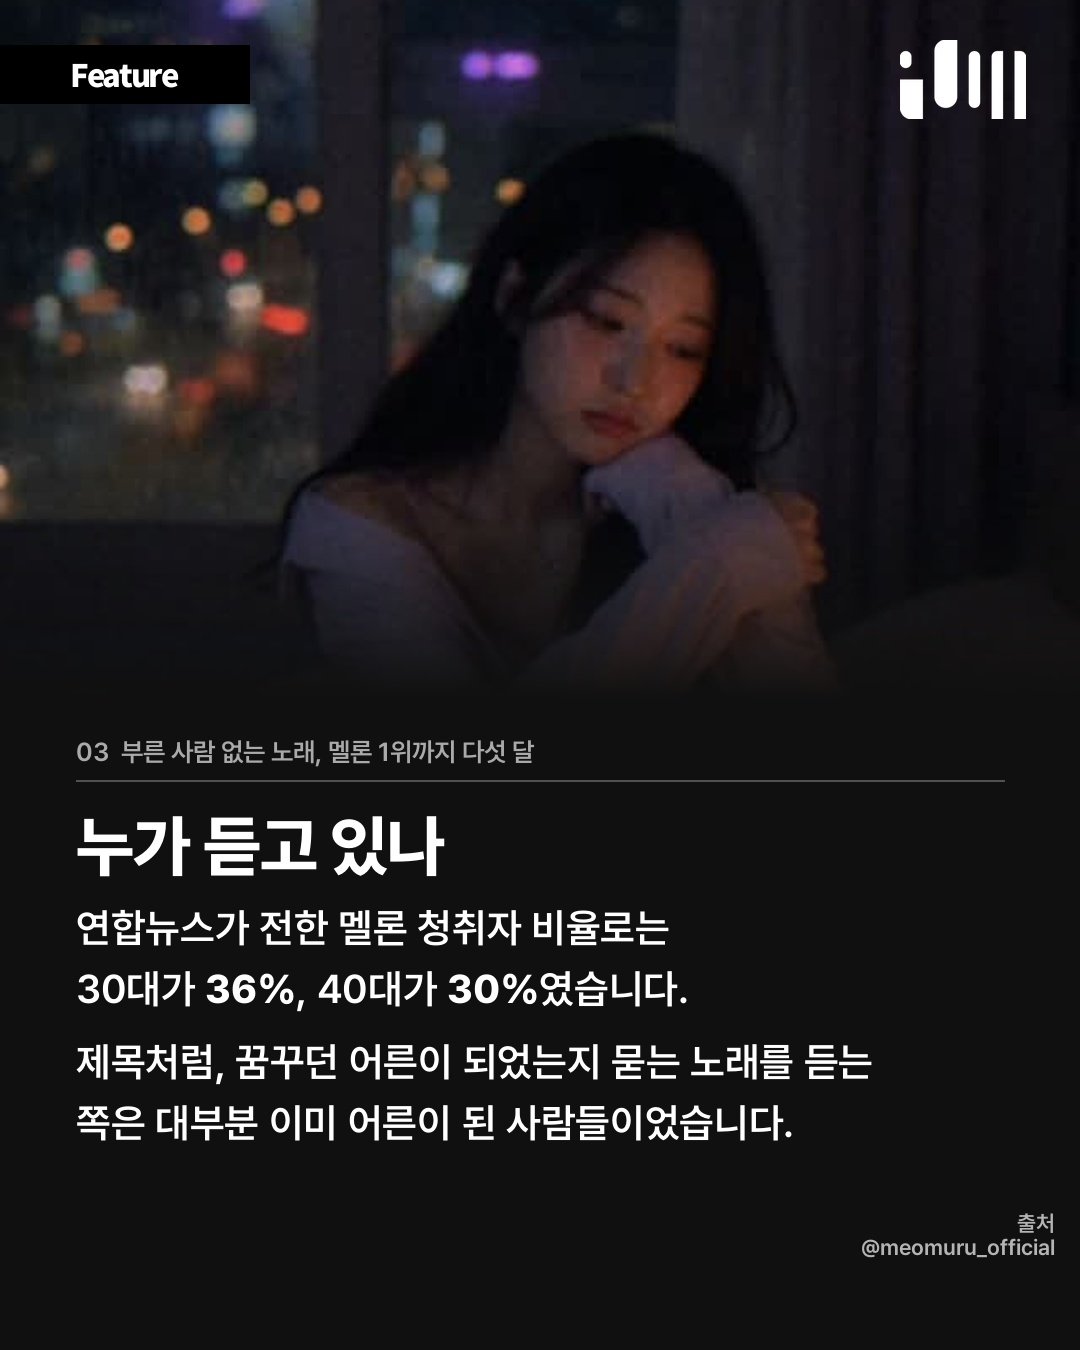 Feature
03 부른 사람 없는 노래, 멜론 1위까지 다섯 달
누가 듣고 있나
연합뉴스가 전한 멜론 청취자 비율로는
30대가 36%, 40대가 30%였습니다.
제목처럼, 꿈꾸던 어른이 되었는지 묻는 노래를 듣는
쪽은 대부분 이미 어른이 된 사람들이었습니다.
출처
@meomuru_official